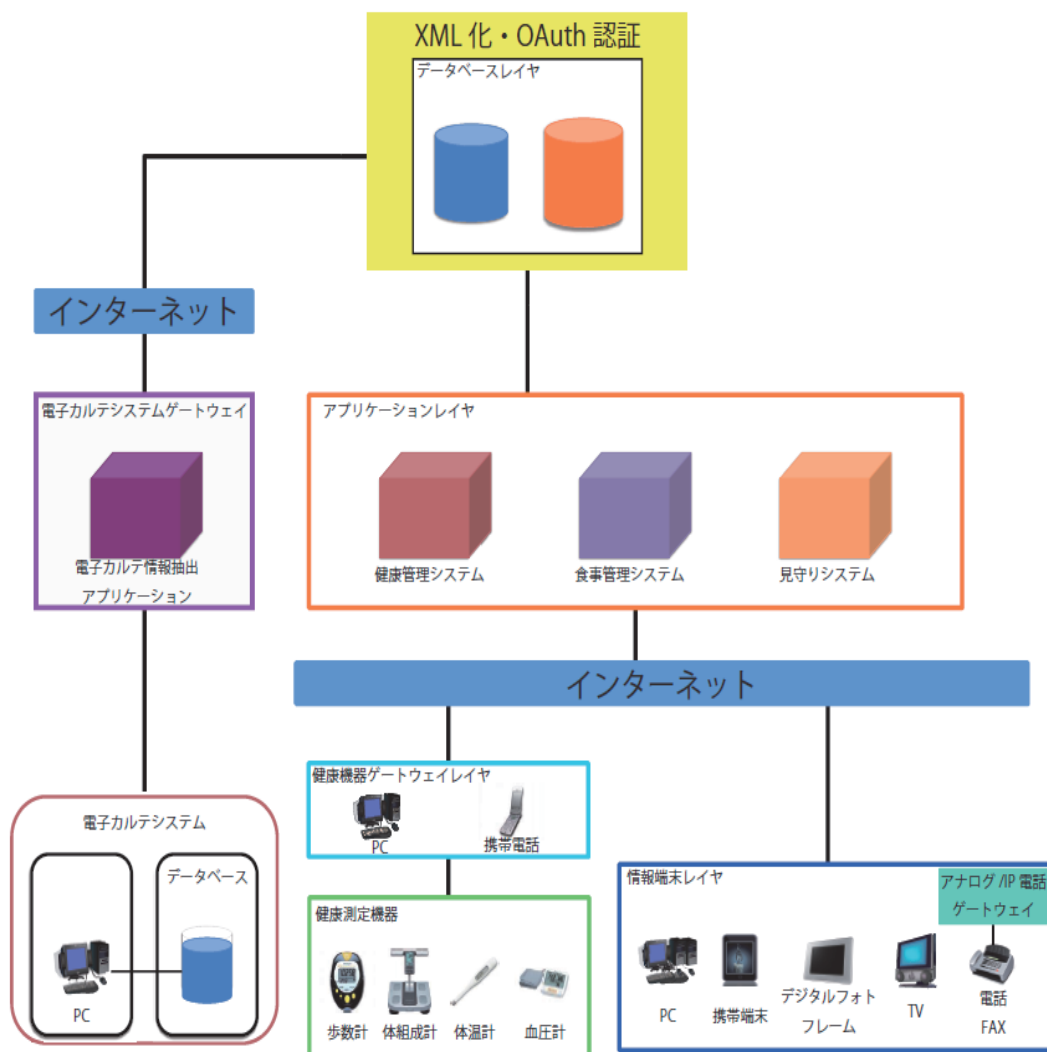 XML 化・OAuth 認証
データベースレイヤ
インターネット
電子カルテシステムゲートウェイ
電子カルテ情報抽出
アプリケーション
アプリケーションレイヤ
健康管理システム
食事管理システム
見守りシステム
インターネット
電子カルテシステム
PC
データベース
健康機器ゲートウェイレイヤ
PC
携帯電話
健康測定機器
歩数計
体組成計
体温計
血圧計
情報端末レイヤ
アナログ /IP 電話
ゲートウェイ
PC
携帯端末
デジタルフォト
フレーム
TV
電話
FAX